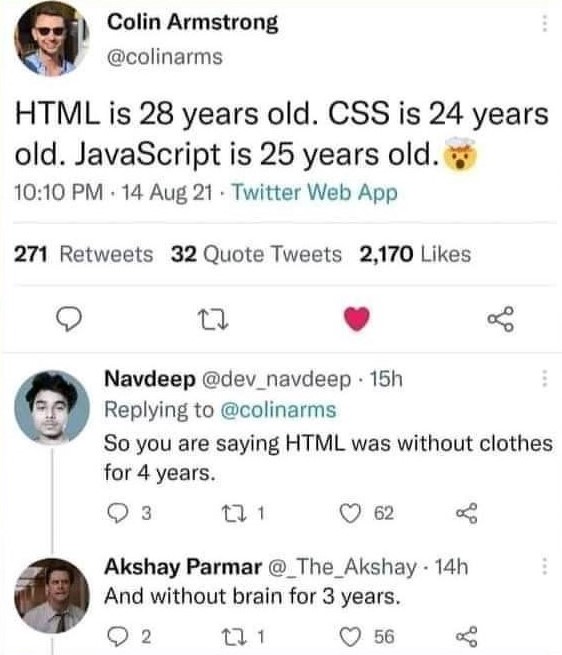 Colin Armstrong
@colinarms
HTML is 28 years old. CSS is 24 years
old. JavaScript is 25 years old.🤯
10:10 PM · 14 Aug 21 · Twitter Web App
271 Retweets 32 Quote Tweets 2,170 Likes
Navdeep @dev_navdeep · 15h
Replying to @colinarms
So you are saying HTML was without clothes
for 4 years.
3 1 62
Akshay Parmar @_The_Akshay · 14h
And without brain for 3 years.
2 1 56